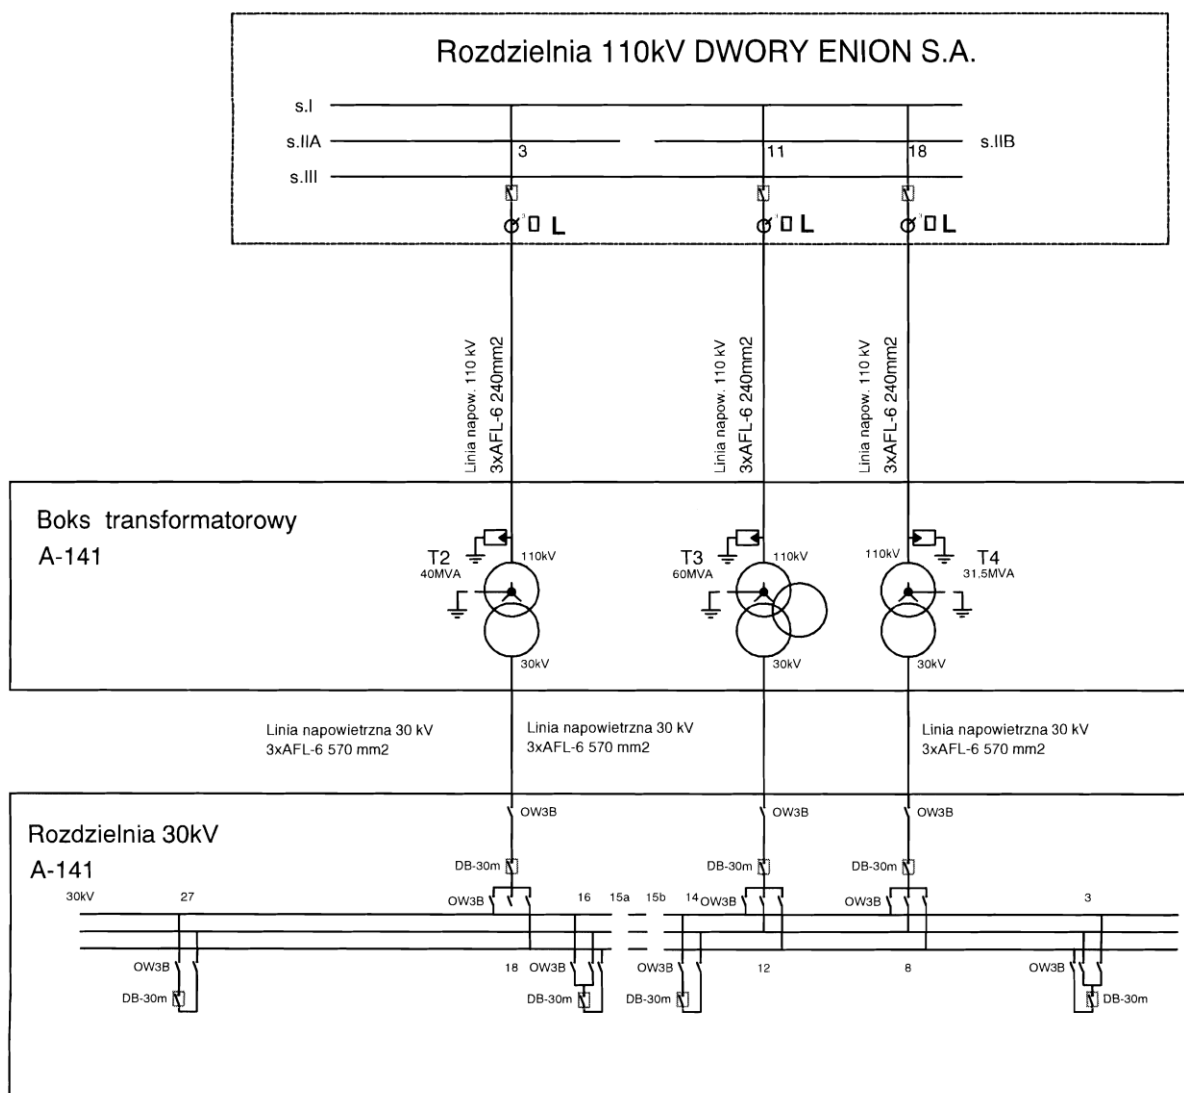 Rozdzielnia 110kV DWORY ENION S.A.
s.I
s.IIA
s.IIB
3
11
18
s.III
L
L
L
Linia napow. 110 kV
3xAFL-6 240mm2
Linia napow. 110 kV
3xAFL-6 240mm2
Linia napow. 110 kV
3xAFL-6 240mm2
Boks transformatorowy
A-141
T2
40MVA
110kV
30kV
T3
60MVA
110kV
30kV
110kV
T4
31.5MVA
30kV
Linia napowietrzna 30 kV
3xAFL-6 570 mm2
Linia napowietrzna 30 kV
3xAFL-6 570 mm2
Linia napowietrzna 30 kV
3xAFL-6 570 mm2
Rozdzielnia 30kV
A-141
OW3B
OW3B
OW3B
DB-30m
DB-30m
DB-30m
30kV
27
OW3B
16
15a
15b
14
OW3B
OW3B
3
OW3B
18
OW3B
OW3B
12
8
OW3B
DB-30m
DB-30m
DB-30m
DB-30m